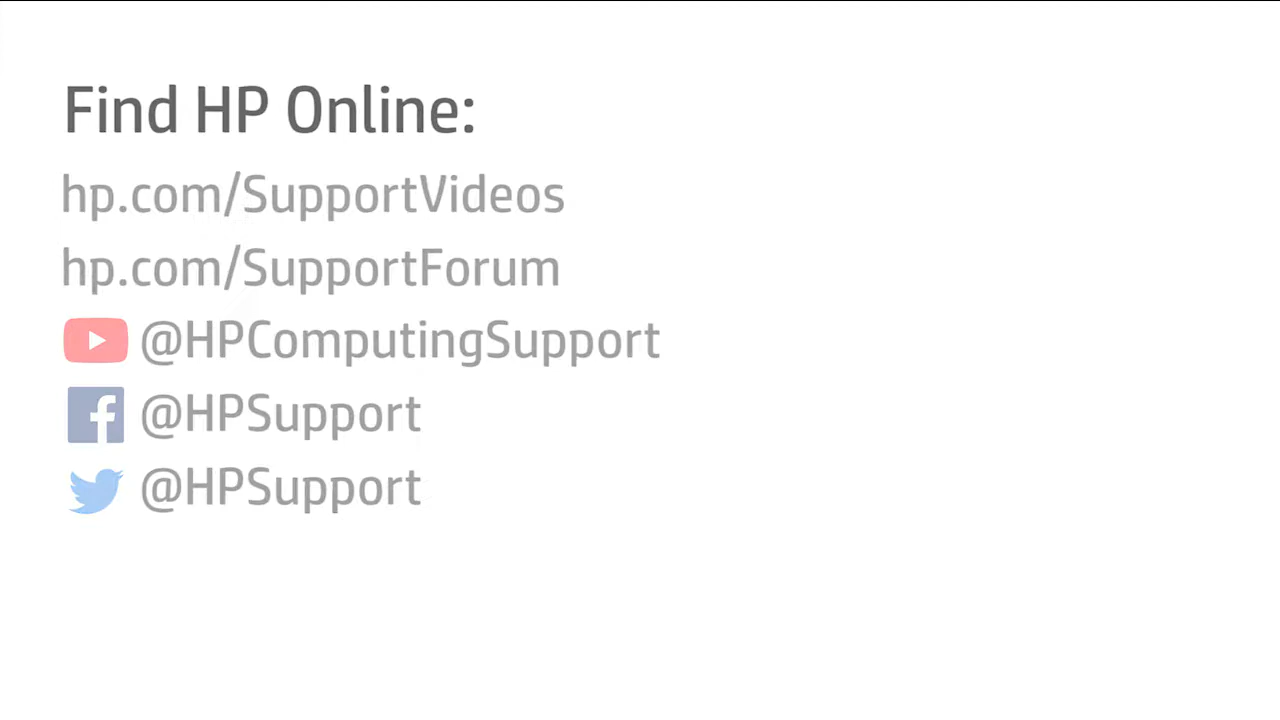 Find HP Online:
hp.com/SupportVideos
hp.com/SupportForum
@HPComputingSupport
@HPSupport
@HPSupport